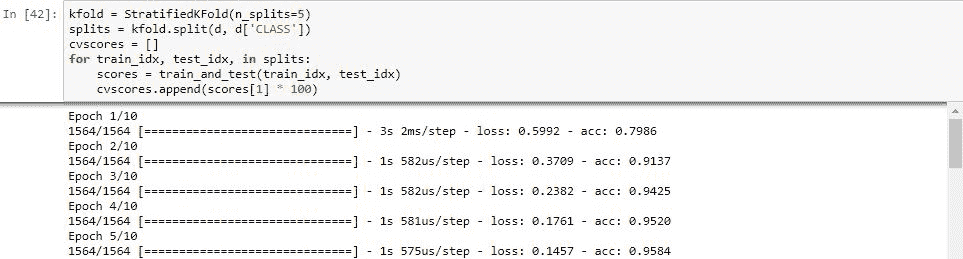 In [42]: kfold = StratifiedKFold(n_splits=5)
splits = kfold.split(d, d['CLASS'])
cvscores = []
for train_idx, test_idx, in splits:
    scores = train_and_test(train_idx, test_idx)
    cvscores.append(scores[1] * 100)
Epoch 1/10
1564/1564 [==============================] - 3s 2ms/step - loss: 0.5992 - acc: 0.7986
Epoch 2/10
1564/1564 [==============================] - 1s 582us/step - loss: 0.3709 - acc: 0.9137
Epoch 3/10
1564/1564 [==============================] - 1s 582us/step - loss: 0.2382 - acc: 0.9425
Epoch 4/10
1564/1564 [==============================] - 1s 581us/step - loss: 0.1761 - acc: 0.9520
Epoch 5/10
1564/1564 [==============================] - 1s 575us/step - loss: 0.1457 - acc: 0.9584